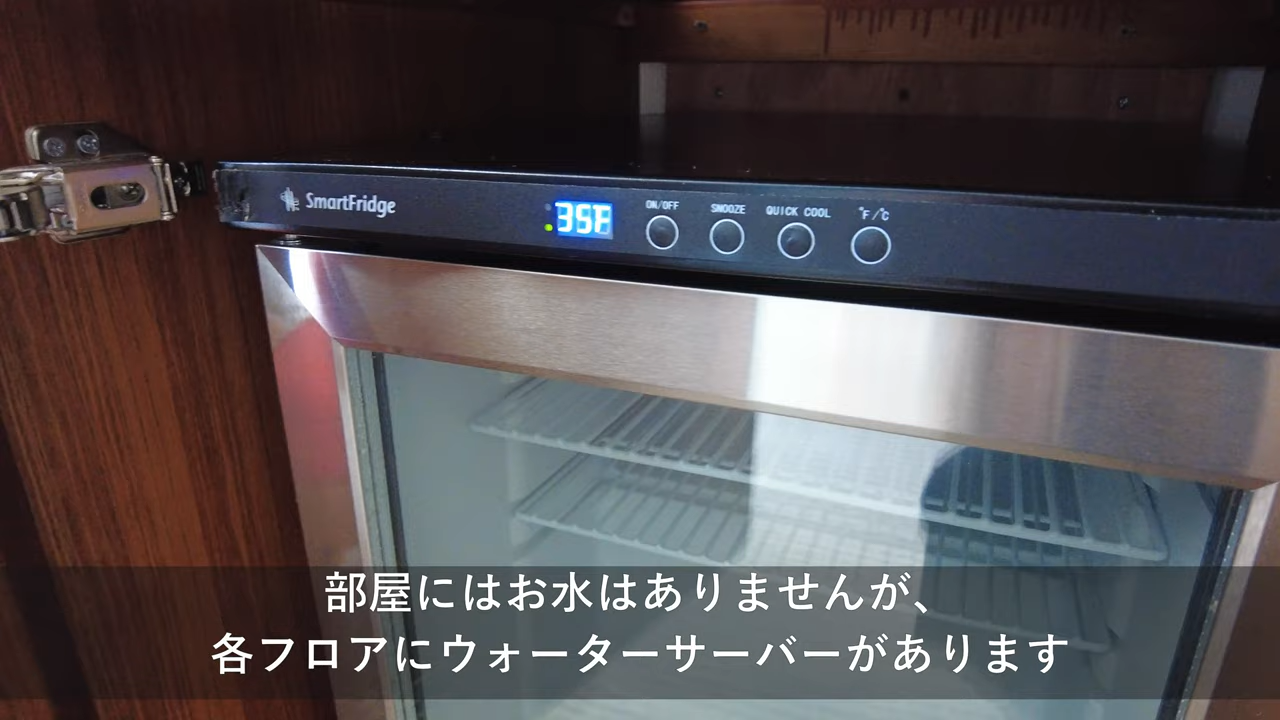 SmartFridge
35F
ON/OFF
SNOOZE
QUICK COOL
°F/°C
部屋にはお水はありませんが、
各フロアにウォーターサーバーがあります